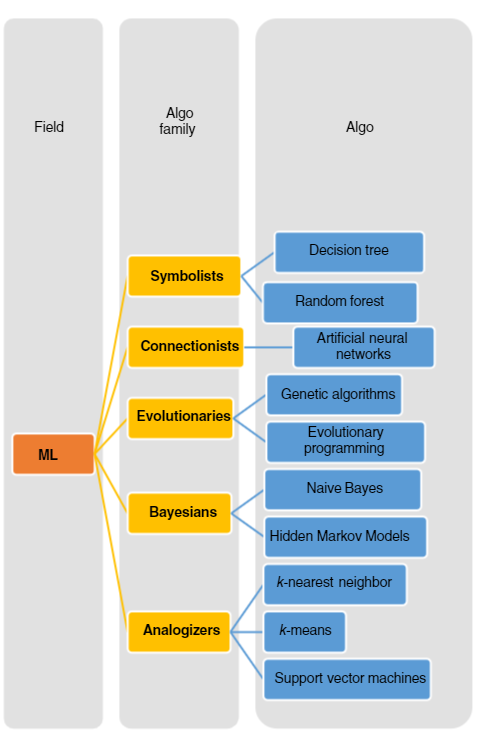 Field
Algo
family
Algo
ML
Symbolists
Decision tree
Random forest
Connectionists
Artificial neural
networks
Evolutionaries
Genetic algorithms
Evolutionary
programming
Bayesians
Naive Bayes
Hidden Markov Models
Analogizers
k-nearest neighbor
k-means
Support vector machines